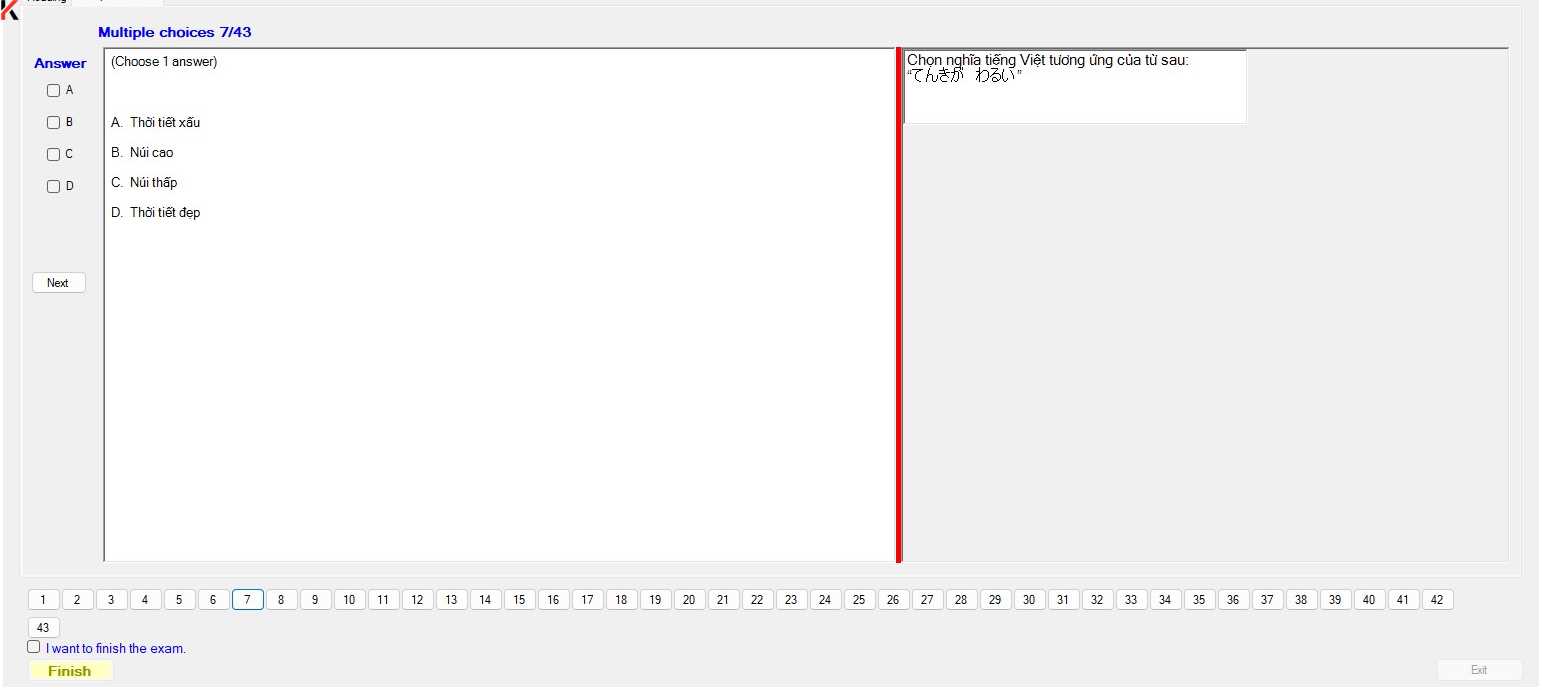 Multiple choices 7/43
Answer
(Choose 1 answer)
A
B
C
D
A. Thời tiết xấu
B. Núi cao
C. Núi thấp
D. Thời tiết đẹp
Next
Chọn nghĩa tiếng Việt tương ứng của từ sau:
“てんきが わるい”
1 2 3 4 5 6 7 8 9 10 11 12 13 14 15 16 17 18 19 20 21 22 23 24 25 26 27 28 29 30 31 32 33 34 35 36 37 38 39 40 41 42
43
I want to finish the exam.
Finish
Exit